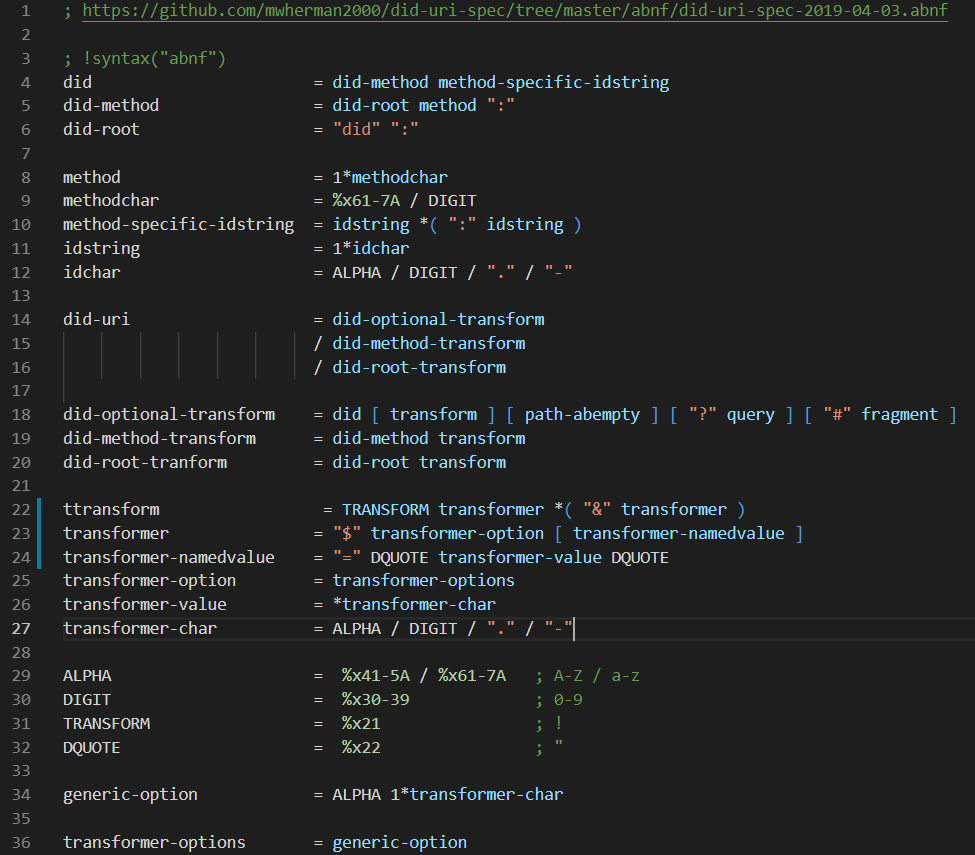 1 ; https://github.com/mwherman2000/did-uri-spec/tree/master/abnf/did-uri-spec-2019-04-03.abnf
2
3 ; !syntax("abnf")
4 did = did-method method-specific-idstring
5 did-method = did-root method ":"
6 did-root = "did" ":"
7
8 method = 1*methodchar
9 methodchar = %x61-7A / DIGIT
10 method-specific-idstring = idstring *( ":" idstring )
11 idstring = 1*idchar
12 idchar = ALPHA / DIGIT / "." / "-"
13
14 did-uri = did-optional-transform
15 / did-method-transform
16 / did-root-transform
17
18 did-optional-transform = did [ transform ] [ path-abempty ] [ "?" query ] [ "#" fragment ]
19 did-method-transform = did-method transform
20 did-root-tranform = did-root transform
21
22 ttransform = TRANSFORM transformer *( "&" transformer )
23 transformer = "$" transformer-option [ transformer-namedvalue ]
24 transformer-namedvalue = "=" DQUOTE transformer-value DQUOTE
25 transformer-option = transformer-options
26 transformer-value = *transformer-char
27 transformer-char = ALPHA / DIGIT / "." / "-"
28
29 ALPHA = %x41-5A / %x61-7A ; A-Z / a-z
30 DIGIT = %x30-39 ; 0-9
31 TRANSFORM = %x21 ; !
32 DQUOTE = %x22 ; "
33
34 generic-option = ALPHA 1*transformer-char
35
36 transformer-options = generic-option